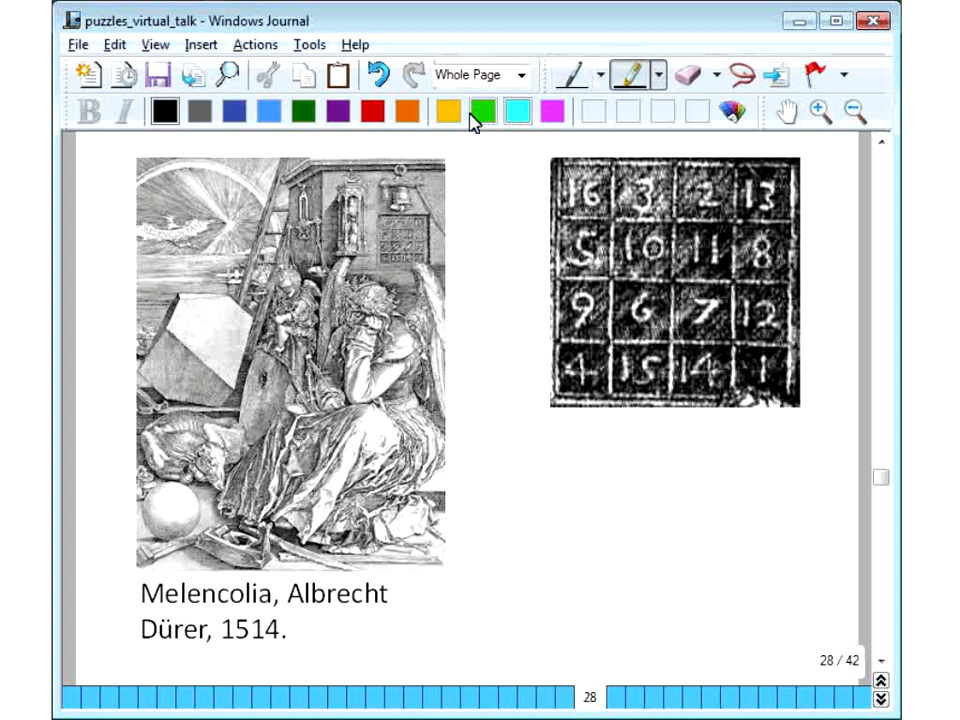 puzzles_virtual_talk - Windows Journal
File Edit View Insert Actions Tools Help
Whole Page
B I
16 3 2 13
5 10 11 8
9 6 7 12
4 15 14 1
Melencolia, Albrecht
Dürer, 1514.
28 / 42
28